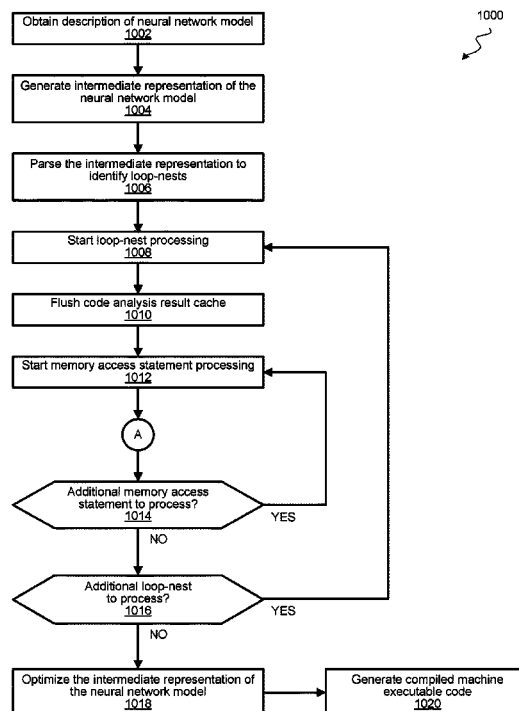 1000
Obtain description of neural network model
1002
Generate intermediate representation of the
neural network model
1004
Parse the intermediate representation to
identify loop-nests
1006
Start loop-nest processing
1008
Flush code analysis result cache
1010
Start memory access statement processing
1012
A
Additional memory access
statement to process?
1014
YES
NO
Additional loop-nest
to process?
1016
YES
NO
Optimize the intermediate representation of
the neural network model
1018
Generate compiled machine
executable code
1020